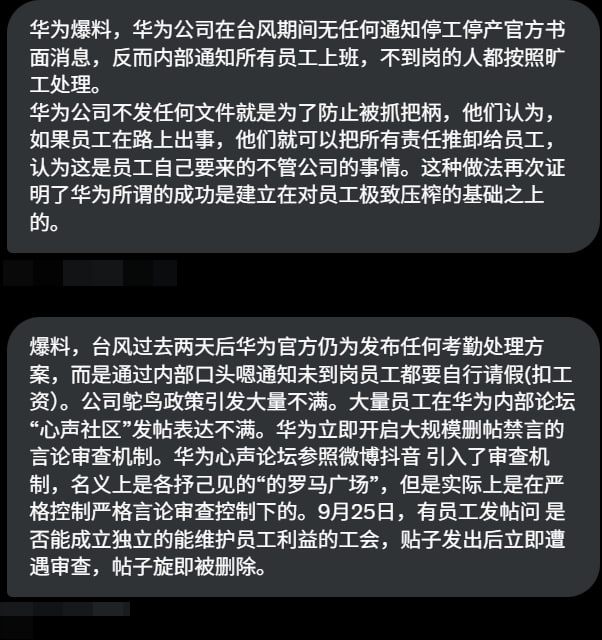 华为爆料，华为公司在台风期间无任何通知停工停产官方书
面消息，反而内部通知所有员工上班，不到岗的人都按照旷
工处理。
华为公司不发任何文件就是为了防止被抓把柄，他们认为，
如果员工在路上出事，他们就可以把所有责任推卸给员工，
认为这是员工自己要来的不管公司的事情。这种做法再次证
明了华为所谓的成功是建立在对员工极致压榨的基础之上
的。
爆料，台风过去两天后华为官方仍为发布任何考勤处理方
案，而是通过内部口头嗯通知未到岗员工都要自行请假(扣工
资)。公司鸵鸟政策引发大量不满。大量员工在华为内部论坛
“心声社区”发帖表达不满。华为立即开启大规模删帖禁言的
言论审查机制。华为心声论坛参照微博抖音 引入了审查机
制，名义上是各抒己见的“的罗马广场”，但是实际上是在严
格控制严格言论审查控制下的。9月25日，有员工发帖问 是
否能成立独立的能维护员工利益的工会，贴子发出后立即遭
遇审查，帖子旋即被删除。